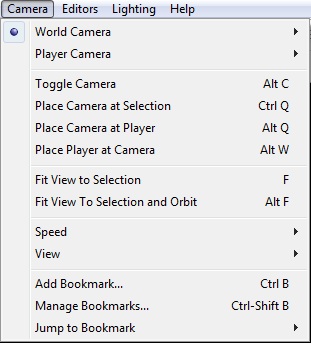 Camera Editors Lighting Help
World Camera
Player Camera
Toggle Camera Alt C
Place Camera at Selection Ctrl Q
Place Camera at Player Alt Q
Place Player at Camera Alt W
Fit View to Selection F
Fit View To Selection and Orbit Alt F
Speed
View
Add Bookmark... Ctrl B
Manage Bookmarks... Ctrl-Shift B
Jump to Bookmark